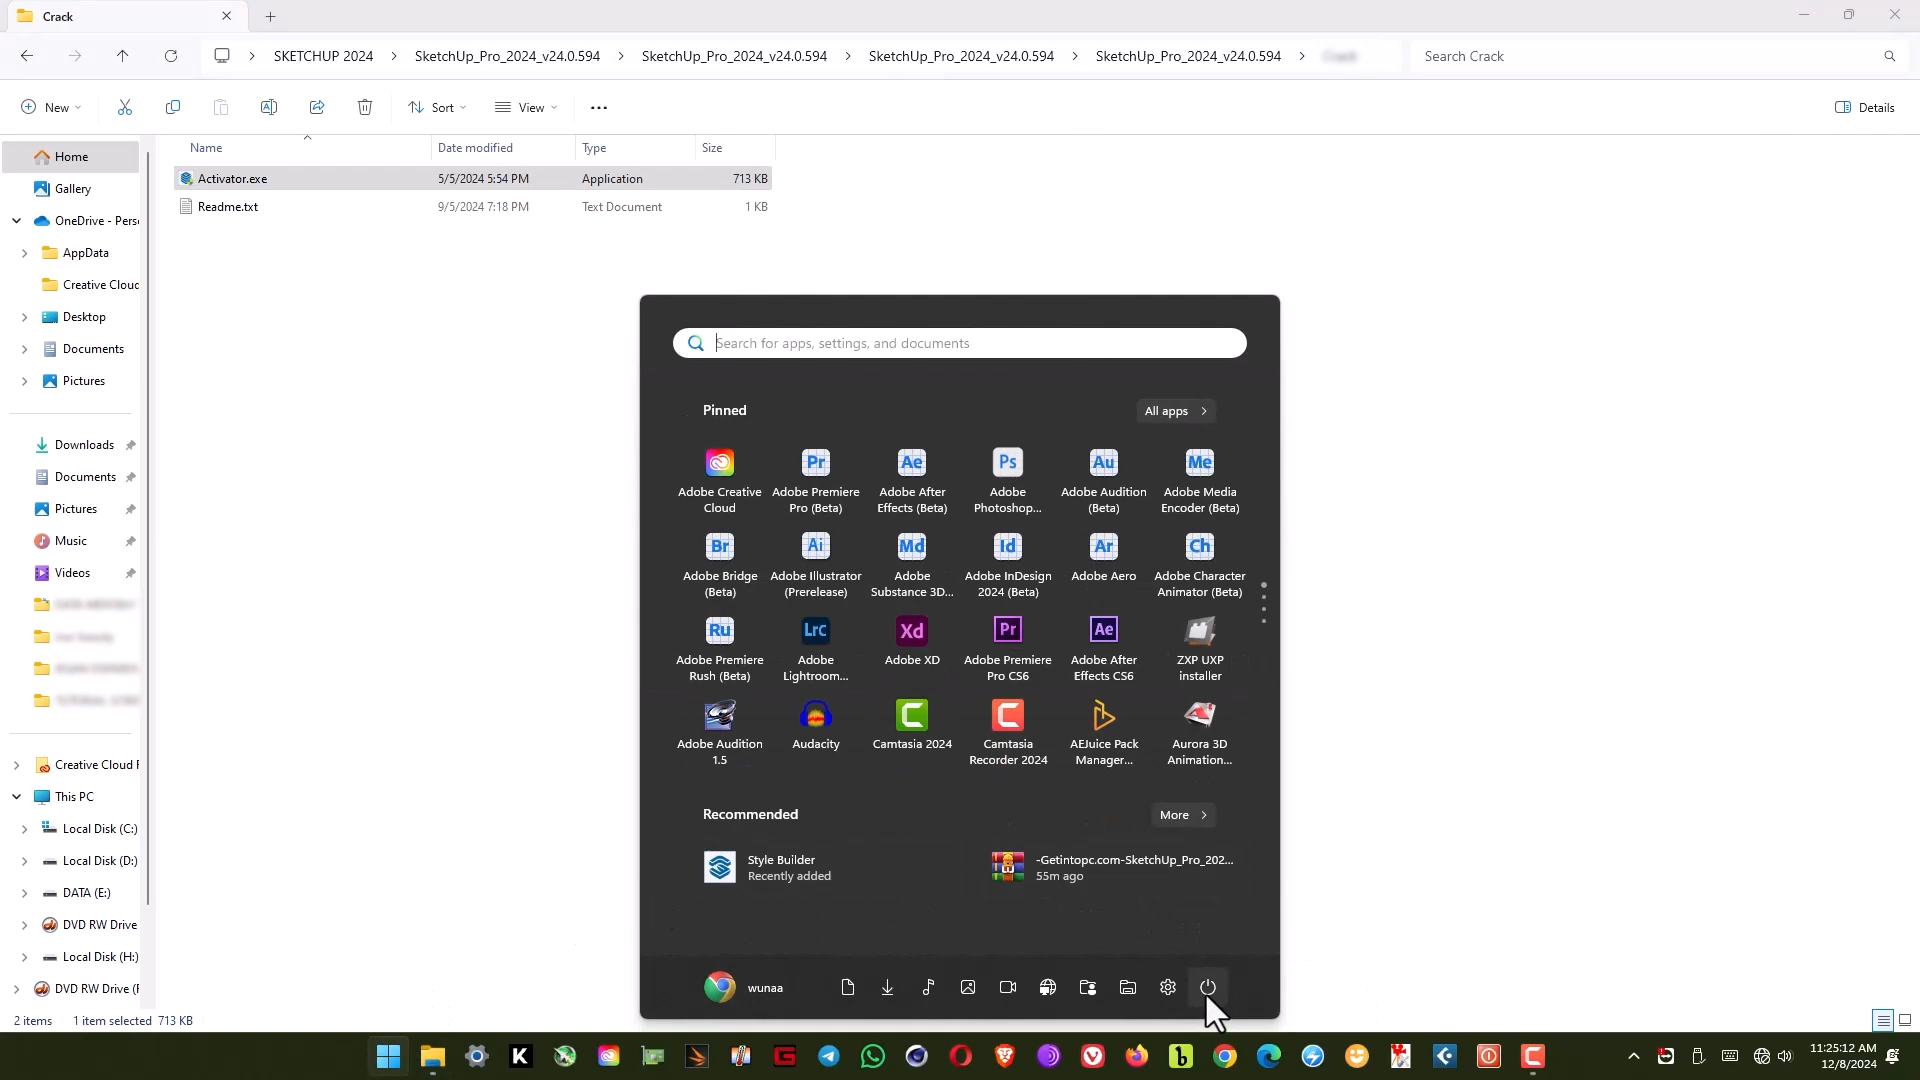 Crack
SKETCHUP 2024 SketchUp_Pro_2024_v24.0.594 SketchUp_Pro_2024_v24.0.594 SketchUp_Pro_2024_v24.0.594 SketchUp_Pro_2024_v24.0.594 Crack Search Crack
New Sort View Details
Name Date modified Type Size
Activator.exe 5/5/2024 5:54 PM Application 713 KB
Readme.txt 9/5/2024 7:18 PM Text Document 1 KB
Home
Gallery
OneDrive - Pers
AppData
Creative Cloud
Desktop
Documents
Pictures
Downloads
Documents
Pictures
Music
Videos
Creative Cloud F
This PC
Local Disk (C:)
Local Disk (D:)
DATA (E:)
DVD RW Drive
Local Disk (H:)
DVD RW Drive (F
2 items 1 item selected 713 KB
Search for apps, settings, and documents
Pinned All apps
Adobe Creative Cloud
Adobe Premiere Pro (Beta)
Adobe After Effects (Beta)
Adobe Photoshop...
Adobe Audition (Beta)
Adobe Media Encoder (Beta)
Adobe Bridge (Beta)
Adobe Illustrator (Prerelease)
Adobe Substance 3D...
Adobe InDesign 2024 (Beta)
Adobe Aero
Adobe Character Animator (Beta)
Adobe Premiere Rush (Beta)
Adobe Lightroom...
Adobe XD
Adobe Premiere Pro CS6
Adobe After Effects CS6
ZXP UXP installer
Adobe Audition 1.5
Audacity
Camtasia 2024
Camtasia Recorder 2024
AEJuice Pack Manager...
Aurora 3D Animation...
Recommended More
Style Builder
Recently added
-Getintopc.com-SketchUp_Pro_202...
55m ago
wunaa
11:25:12 AM
12/8/2024